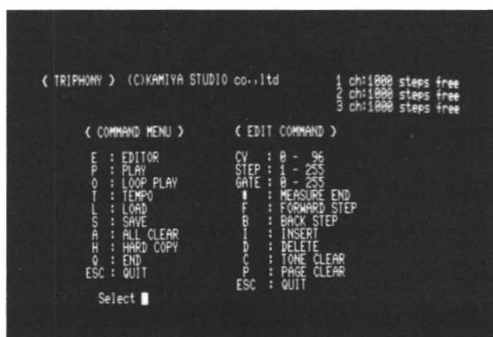 < TRIPHONY > (C)KAMIYA STUDIO co.,ltd
1 ch:1000 steps free
2 ch:1000 steps free
3 ch:1000 steps free
< COMMAND MENU >
E : EDITOR
P : PLAY
O : LOOP PLAY
T : TEMPO
L : LOAD
S : SAVE
A : ALL CLEAR
H : HARD COPY
Q : END
ESC : QUIT
Select
< EDIT COMMAND >
CV : 0 - 96
STEP : 1 - 255
GATE : 0 - 255
: MEASURE END
F : FORWARD STEP
B : BACK STEP
I : INSERT
D : DELETE
C : TONE CLEAR
P : PAGE CLEAR
ESC : QUIT